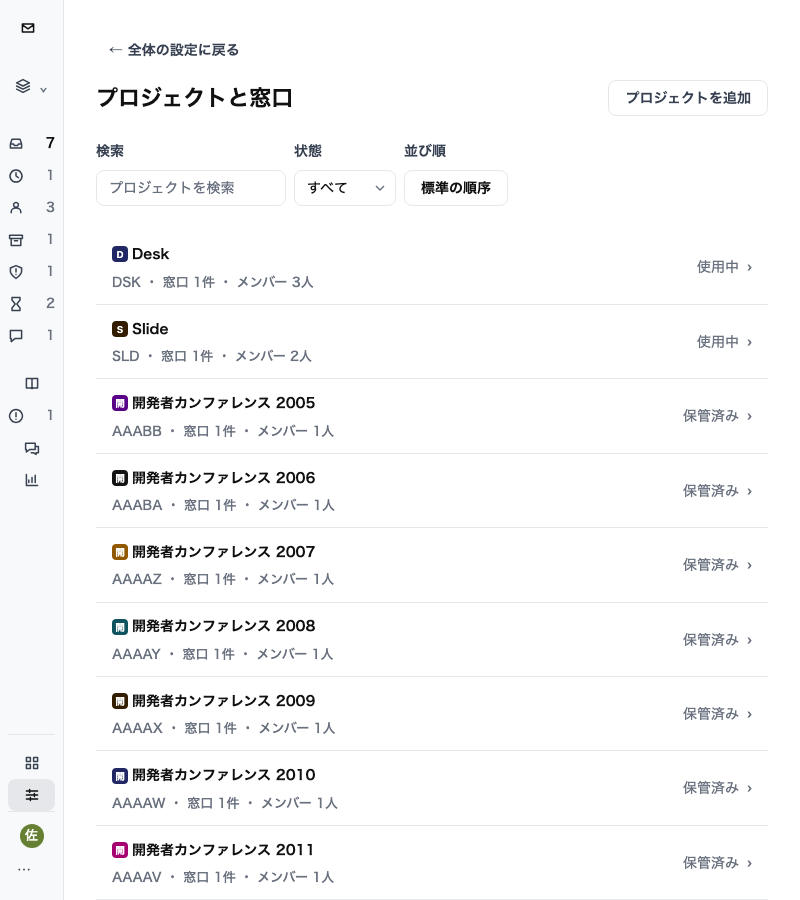 ← 全体の設定に戻る
プロジェクトと窓口
プロジェクトを追加
検索
状態
並び順
プロジェクトを検索
すべて
標準の順序
7
1
3
1
1
2
1
1
D Desk
DSK ・ 窓口 1件 ・ メンバー 3人
使用中 ›
S Slide
SLD ・ 窓口 1件 ・ メンバー 2人
使用中 ›
開 開発者カンファレンス 2005
AAABB ・ 窓口 1件 ・ メンバー 1人
保管済み ›
開 開発者カンファレンス 2006
AAABA ・ 窓口 1件 ・ メンバー 1人
保管済み ›
開 開発者カンファレンス 2007
AAAAZ ・ 窓口 1件 ・ メンバー 1人
保管済み ›
開 開発者カンファレンス 2008
AAAAY ・ 窓口 1件 ・ メンバー 1人
保管済み ›
開 開発者カンファレンス 2009
AAAAX ・ 窓口 1件 ・ メンバー 1人
保管済み ›
開 開発者カンファレンス 2010
AAAAW ・ 窓口 1件 ・ メンバー 1人
保管済み ›
開 開発者カンファレンス 2011
AAAAV ・ 窓口 1件 ・ メンバー 1人
保管済み ›
佐
…